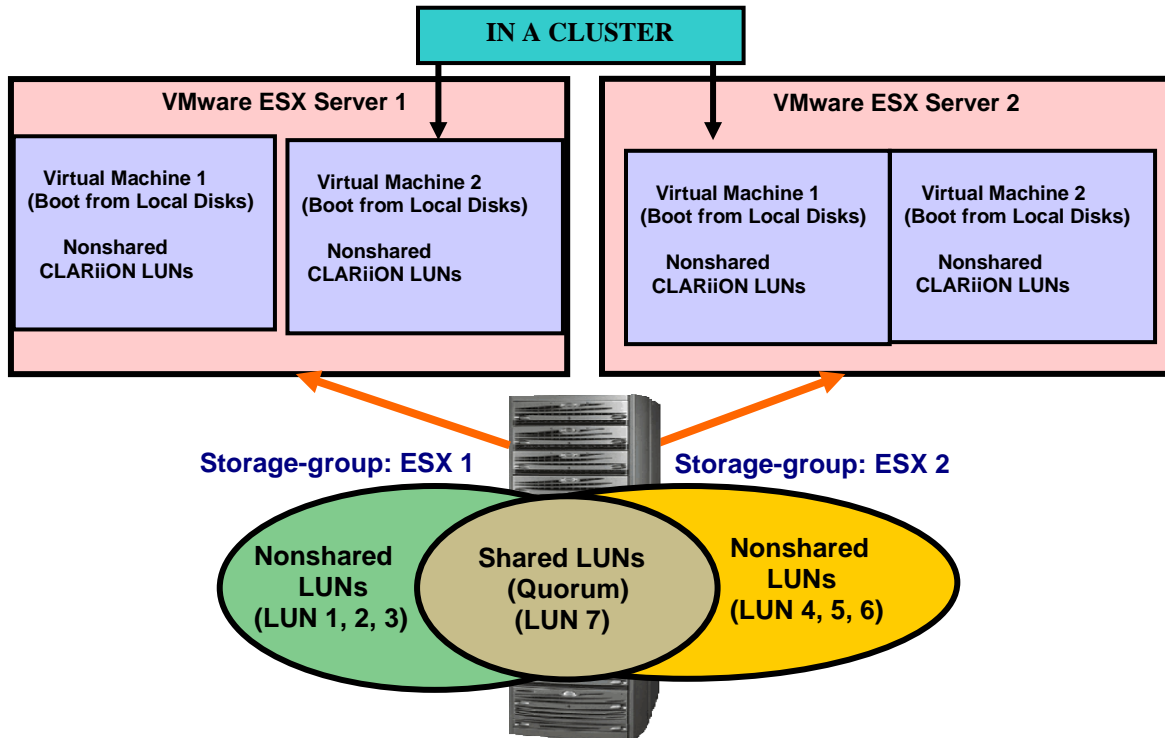 IN A CLUSTER
VMware ESX Server 1
Virtual Machine 1
(Boot from Local Disks)
Nonshared
CLARiiON LUNs
Virtual Machine 2
(Boot from Local Disks)
Nonshared
CLARiiON LUNs
VMware ESX Server 2
Virtual Machine 1
(Boot from Local Disks)
Nonshared
CLARiiON LUNs
Virtual Machine 2
(Boot from Local Disks)
Nonshared
CLARiiON LUNs
Storage-group: ESX 1
Storage-group: ESX 2
Nonshared
LUNs
(LUN 1, 2, 3)
Shared LUNs
(Quorum)
(LUN 7)
Nonshared
LUNs
(LUN 4, 5, 6)